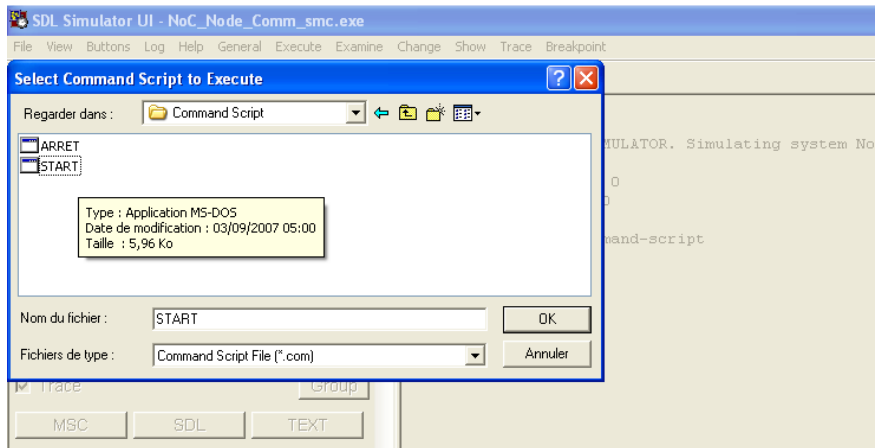 SDL Simulator UI - NoC_Node_Comm_smc.exe
File View Buttons Log Help General Execute Examine Change Show Trace Breakpoint
Select Command Script to Execute
Regarder dans :
Command Script
ARRET
START
Type : Application MS-DOS
Date de modification : 03/09/2007 05:00
Taille : 5,96 Ko
MULATOR. Simulating system No
0
mand-script
Nom du fichier :
START
OK
Fichiers de type :
Command Script File (*.com)
Annuler
Trace
Group
MSC
SDL
TEXT